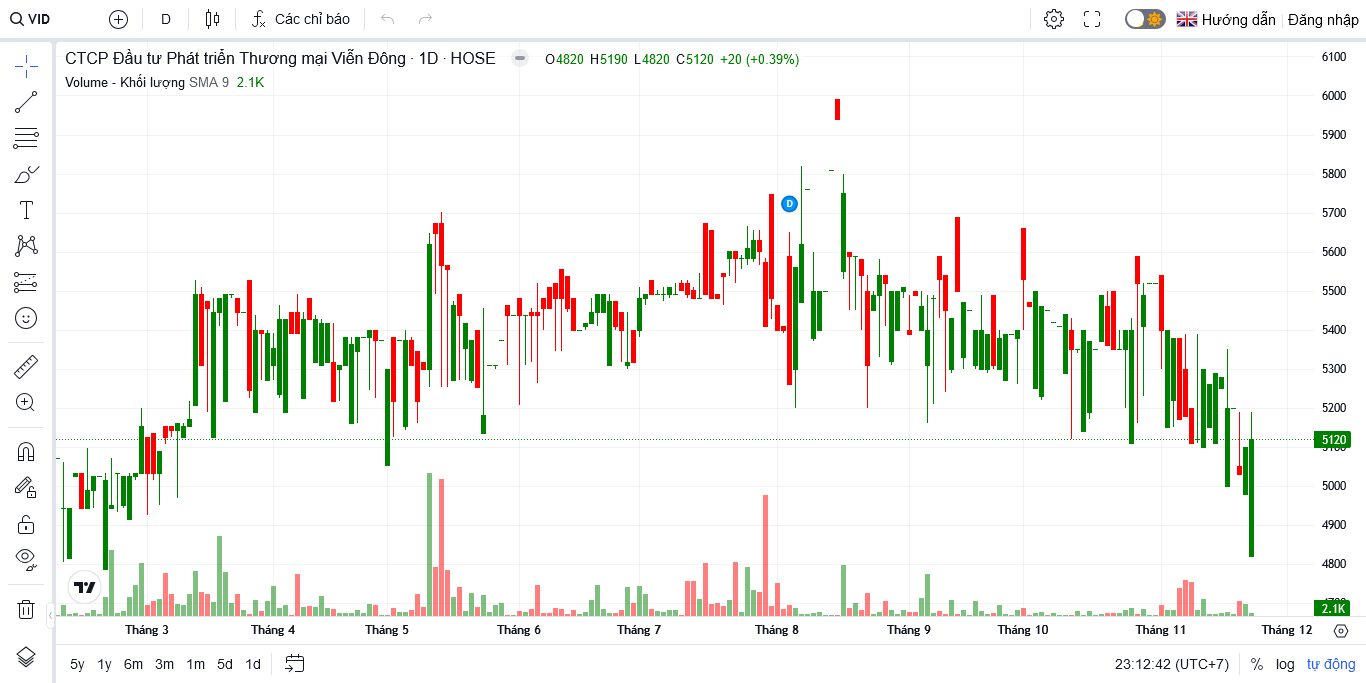 VID D Các chỉ báo Hướng dẫn Đăng nhập
CTCP Đầu tư Phát triển Thương mại Viễn Đông · 1D · HOSE O4820 H5190 L4820 C5120 +20 (+0.39%)
Volume - Khối lượng SMA 9 2.1K
6100
6000
5900
5800
D
5700
5600
5500
5400
5300
5200
5120
5100
5000
4900
4800
2.1K
Tháng 3 Tháng 4 Tháng 5 Tháng 6 Tháng 7 Tháng 8 Tháng 9 Tháng 10 Tháng 11 Tháng 12
5y 1y 6m 3m 1m 5d 1d 23:12:42 (UTC+7) % log tự động